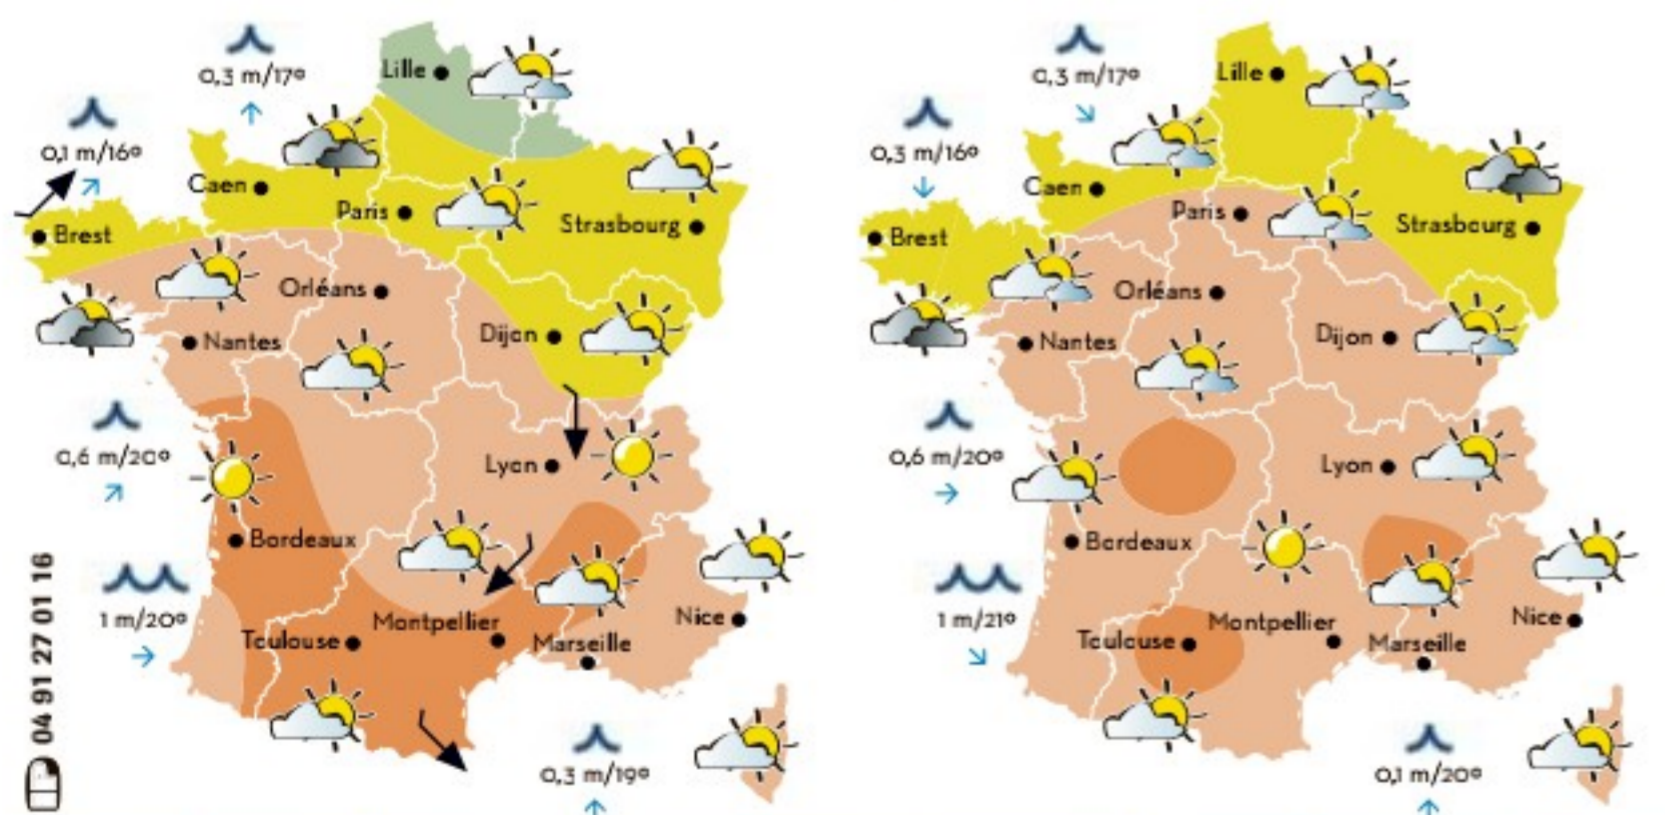 0,3 m/17°
Lille
0,1 m/16°
Caen
Paris
Strasbourg
Brest
Orléans
Dijon
Nantes
0,6 m/20°
Lyon
Bordeaux
1 m/20°
Toulouse
Montpellier
Marseille
Nice
0,3 m/19°
04 91 27 01 16
0,3 m/17°
Lille
0,3 m/16°
Caen
Paris
Strasbourg
Brest
Orléans
Dijon
Nantes
0,6 m/20°
Lyon
Bordeaux
1 m/21°
Toulouse
Montpellier
Marseille
Nice
0,1 m/20°